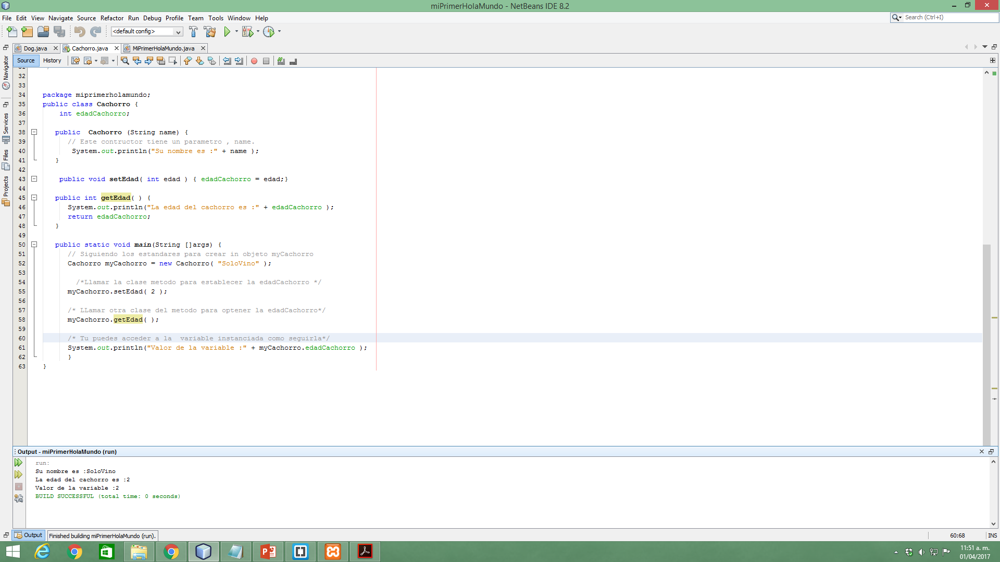 miPrimerHolaMundo - NetBeans IDE 8.2
File Edit View Navigate Source Refactor Run Debug Profile Team Tools Window Help
Search (Ctrl+I)
<default config>
Dog.java Cachorro.java MiPrimerHolaMundo.java
Source History
Navigator
Services
Files
Projects
32
33
34 package miprimerholamundo;
35 public class Cachorro {
36 int edadCachorro;
37
38 public Cachorro (String name) {
39 // Este contructor tiene un parametro , name.
40 System.out.println("Su nombre es :" + name );
41 }
42
43 public void setEdad( int edad ) { edadCachorro = edad;}
44
45 public int getEdad( ) {
46 System.out.println("La edad del cachorro es :" + edadCachorro );
47 return edadCachorro;
48 }
49
50 public static void main(String []args) {
51 // Siguiendo los estandares para crear in objeto myCachorro
52 Cachorro myCachorro = new Cachorro( "SoloVino" );
53
54 /*Llamar la clase metodo para establecer la edadCachorro */
55 myCachorro.setEdad( 2 );
56
57 /* LLamar otra clase del metodo para optener la edadCachorro*/
58 myCachorro.getEdad( );
59
60 /* Tu puedes acceder a la  variable instanciada como seguirla*/
61 System.out.println("Valor de la variable :" + myCachorro.edadCachorro );
62 }
63 }
Output - miPrimerHolaMundo (run)
run:
Su nombre es :SoloVino
La edad del cachorro es :2
Valor de la variable :2
BUILD SUCCESSFUL (total time: 0 seconds)
Output Finished building miPrimerHolaMundo (run). 60:68 INS
11:51 a. m.
01/04/2017